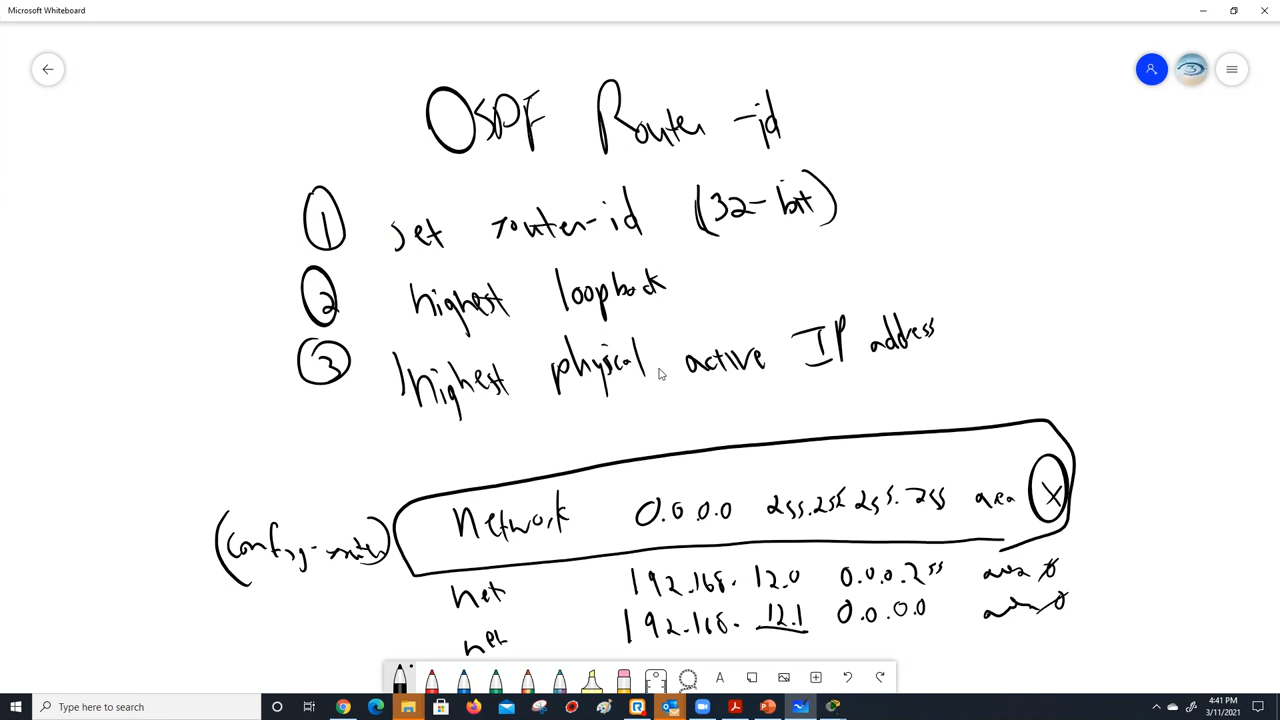 Microsoft Whiteboard
OSPF Router-id
1 set router-id (32-bit)
2 highest loopback
3 highest physical active IP address
Network 0.0.0.0 255.255.255.255 area X
(config-router)
net 192.168.12.0 0.0.0.255 area 0
net 192.168.12.1 0.0.0.0 area 0
A
Type here to search
4:41 PM
3/11/2021